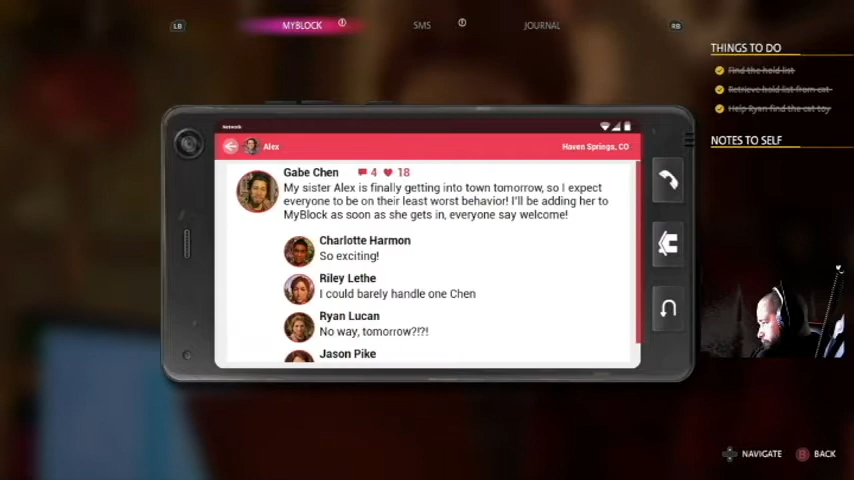 LB
MYBLOCK
SMS
JOURNAL
RB
THINGS TO DO
Find the hold list
Retrieve hold list from cat
Help Ryan find the cat toy
NOTES TO SELF
Network
Alex
Haven Springs, CO
Gabe Chen 4 18
My sister Alex is finally getting into town tomorrow, so I expect
everyone to be on their least worst behavior! I'll be adding her to
MyBlock as soon as she gets in, everyone say welcome!
Charlotte Harmon
So exciting!
Riley Lethe
I could barely handle one Chen
Ryan Lucan
No way, tomorrow?!?!
Jason Pike
NAVIGATE
B BACK